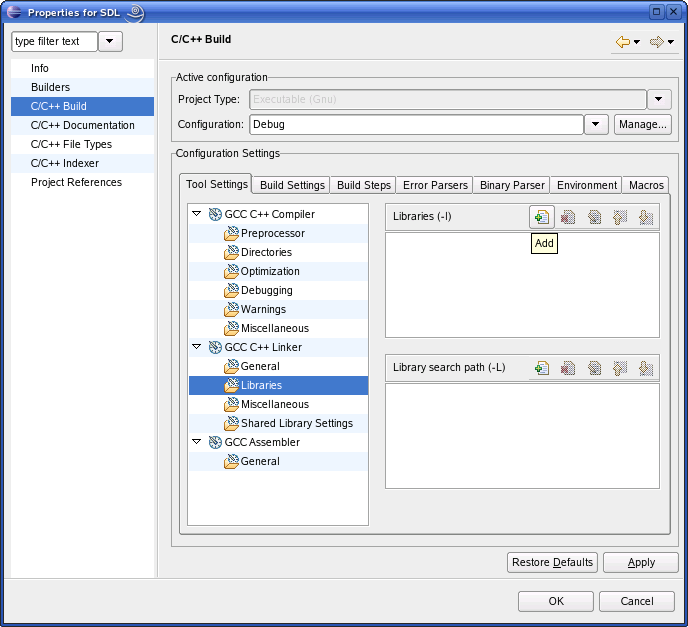 Properties for SDL
type filter text
Info
Builders
C/C++ Build
C/C++ Documentation
C/C++ File Types
C/C++ Indexer
Project References
C/C++ Build
Active configuration
Project Type: Executable (Gnu)
Configuration: Debug Manage...
Configuration Settings
Tool Settings Build Settings Build Steps Error Parsers Binary Parser Environment Macros
GCC C++ Compiler
Preprocessor
Directories
Optimization
Debugging
Warnings
Miscellaneous
GCC C++ Linker
General
Libraries
Miscellaneous
Shared Library Settings
GCC Assembler
General
Libraries (-l)
Add
Library search path (-L)
Restore Defaults Apply
OK Cancel